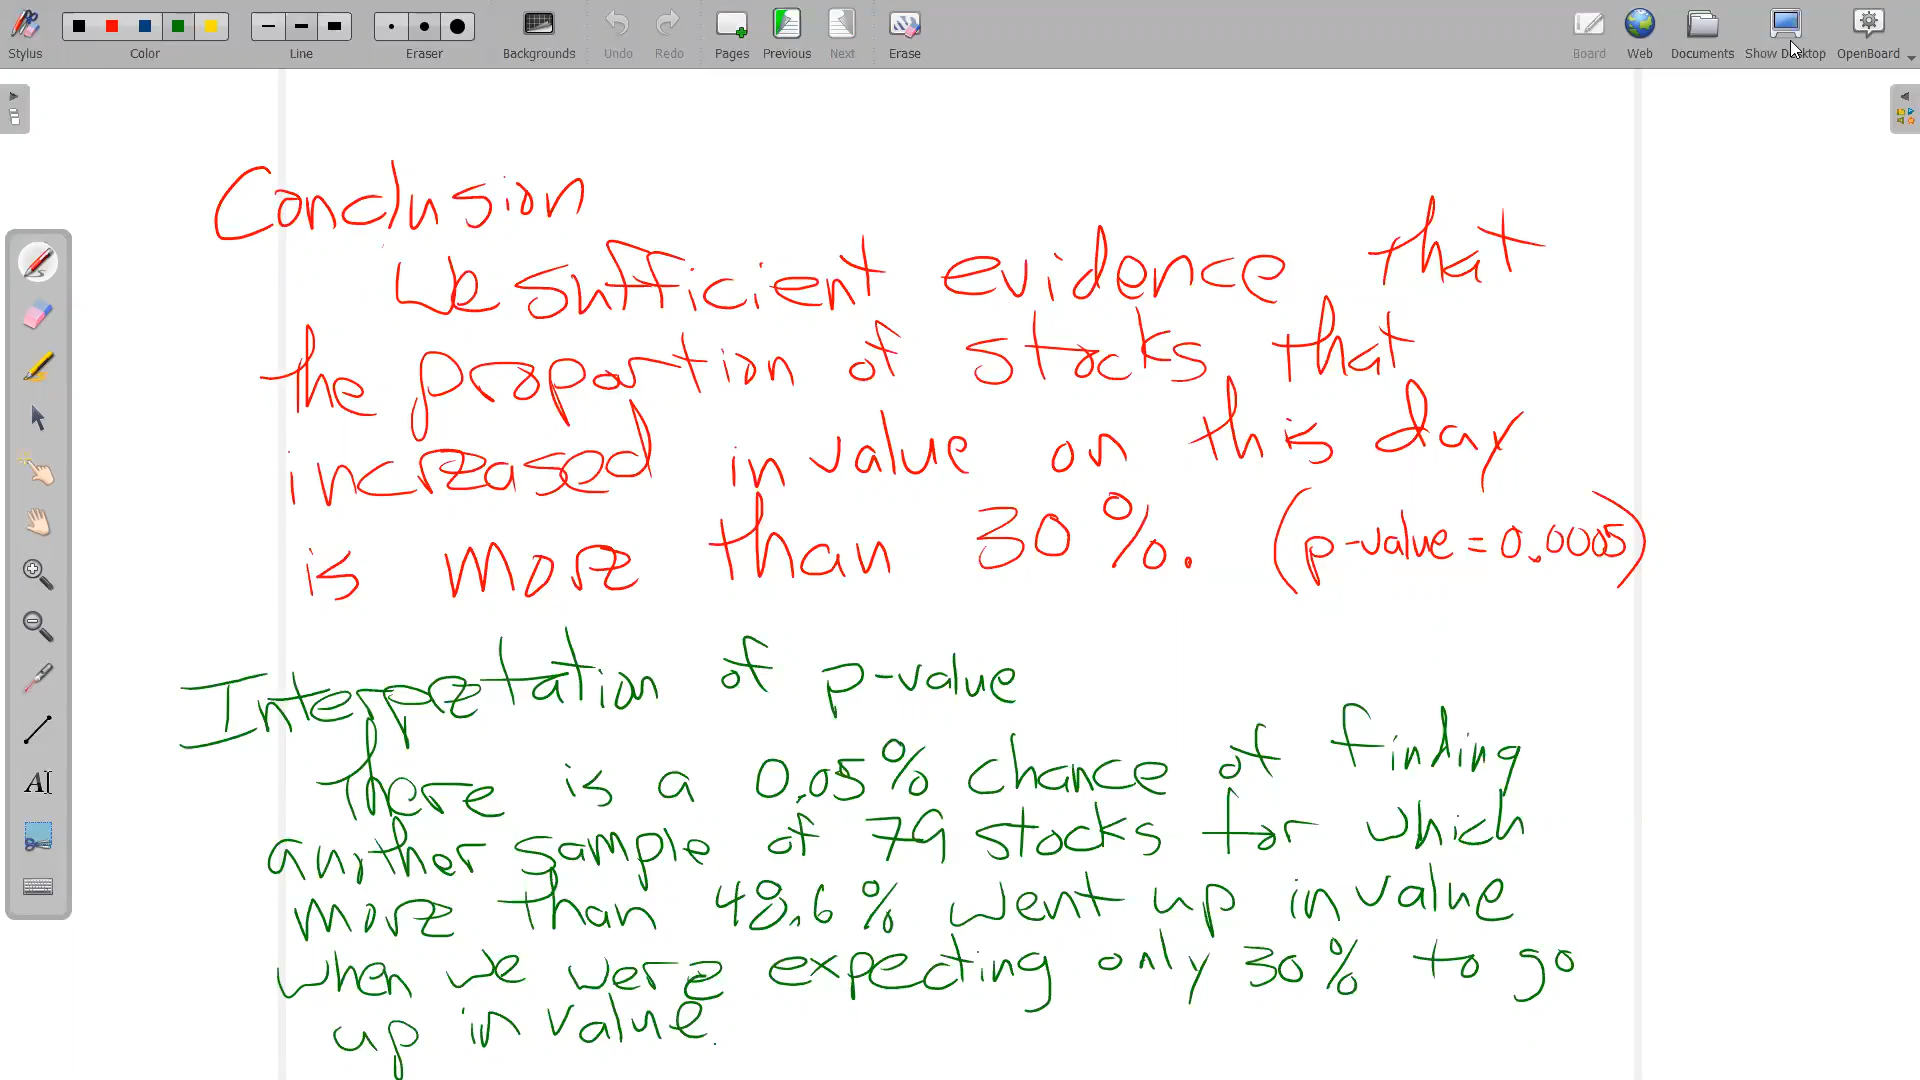 Stylus Color Line Eraser Backgrounds Undo Redo Pages Previous Next Erase Board Web Documents Show Desktop OpenBoard
Conclusion
We sufficient evidence that
the proportion of stocks that
increased in value on this day
is more than 30%. (p-value = 0.0005)
Interpretation of p-value
There is a 0.05% chance of finding
another sample of 79 stocks for which
more than 48.6% went up in value
when we were expecting only 30% to go
up in value.